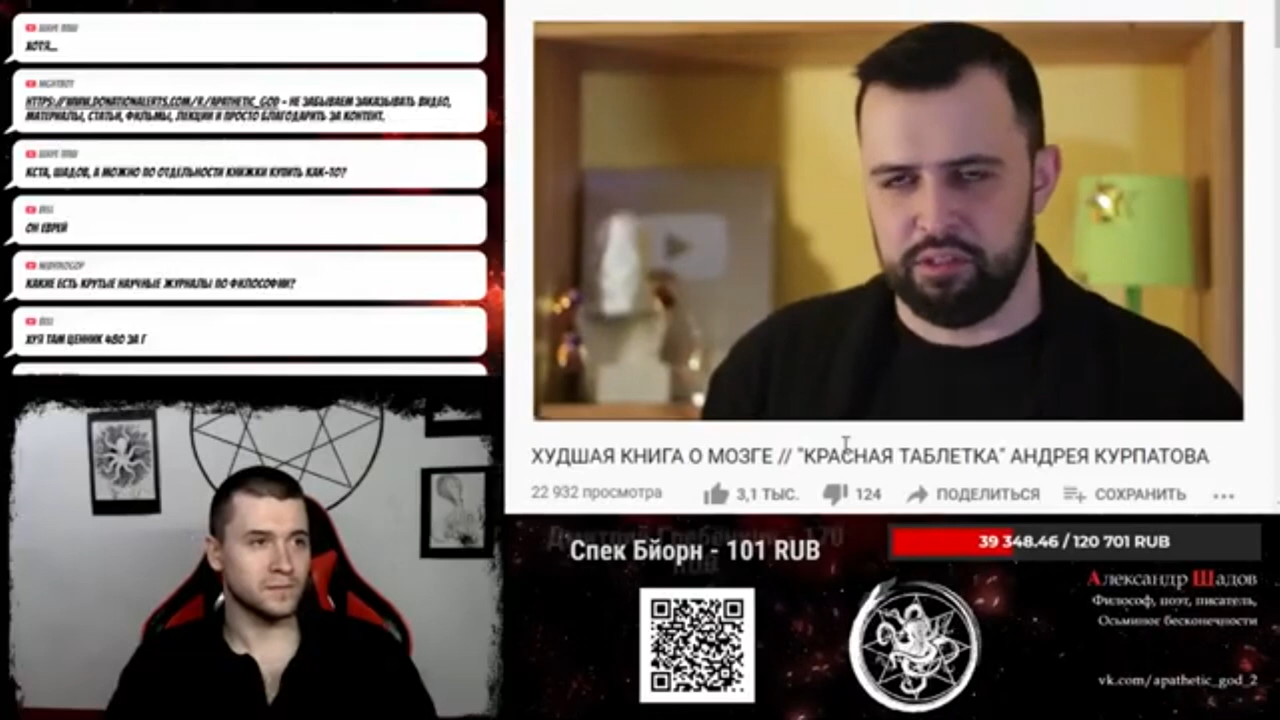 ХОТЯ...
NIGHTBOT
HTTPS://WWW.DONATIONALERTS.COM/R/APATHETIC_GOD - НЕ ЗАБЫВАЕМ ЗАКАЗЫВАТЬ ВИДЕО,
МАТЕРИАЛЫ, СТАТЬИ, ФИЛЬМЫ, ЛЕКЦИИ И ПРОСТО БЛАГОДАРИТЬ ЗА КОНТЕНТ.
КСТА, ШАДОВ, А МОЖНО ПО ОТДЕЛЬНОСТИ КНИЖКИ КУПИТЬ КАК-ТО?
ОН ЕВРЕЙ
КАКИЕ ЕСТЬ КРУТЫЕ НАУЧНЫЕ ЖУРНАЛЫ ПО ФИЛОСОФИИ?
ХУЯ ТАМ ЦЕННИК 480 ЗА Г
ХУДШАЯ КНИГА О МОЗГЕ // "КРАСНАЯ ТАБЛЕТКА" АНДРЕЯ КУРПАТОВА
22 932 просмотра
3,1 ТЫС.
124
ПОДЕЛИТЬСЯ
СОХРАНИТЬ
Спек Бйорн - 101 RUB
39 348.46 / 120 701 RUB
Александр Шадов
Философ, поэт, писатель,
Осьминог бесконечности
vk.com/apathetic_god_2